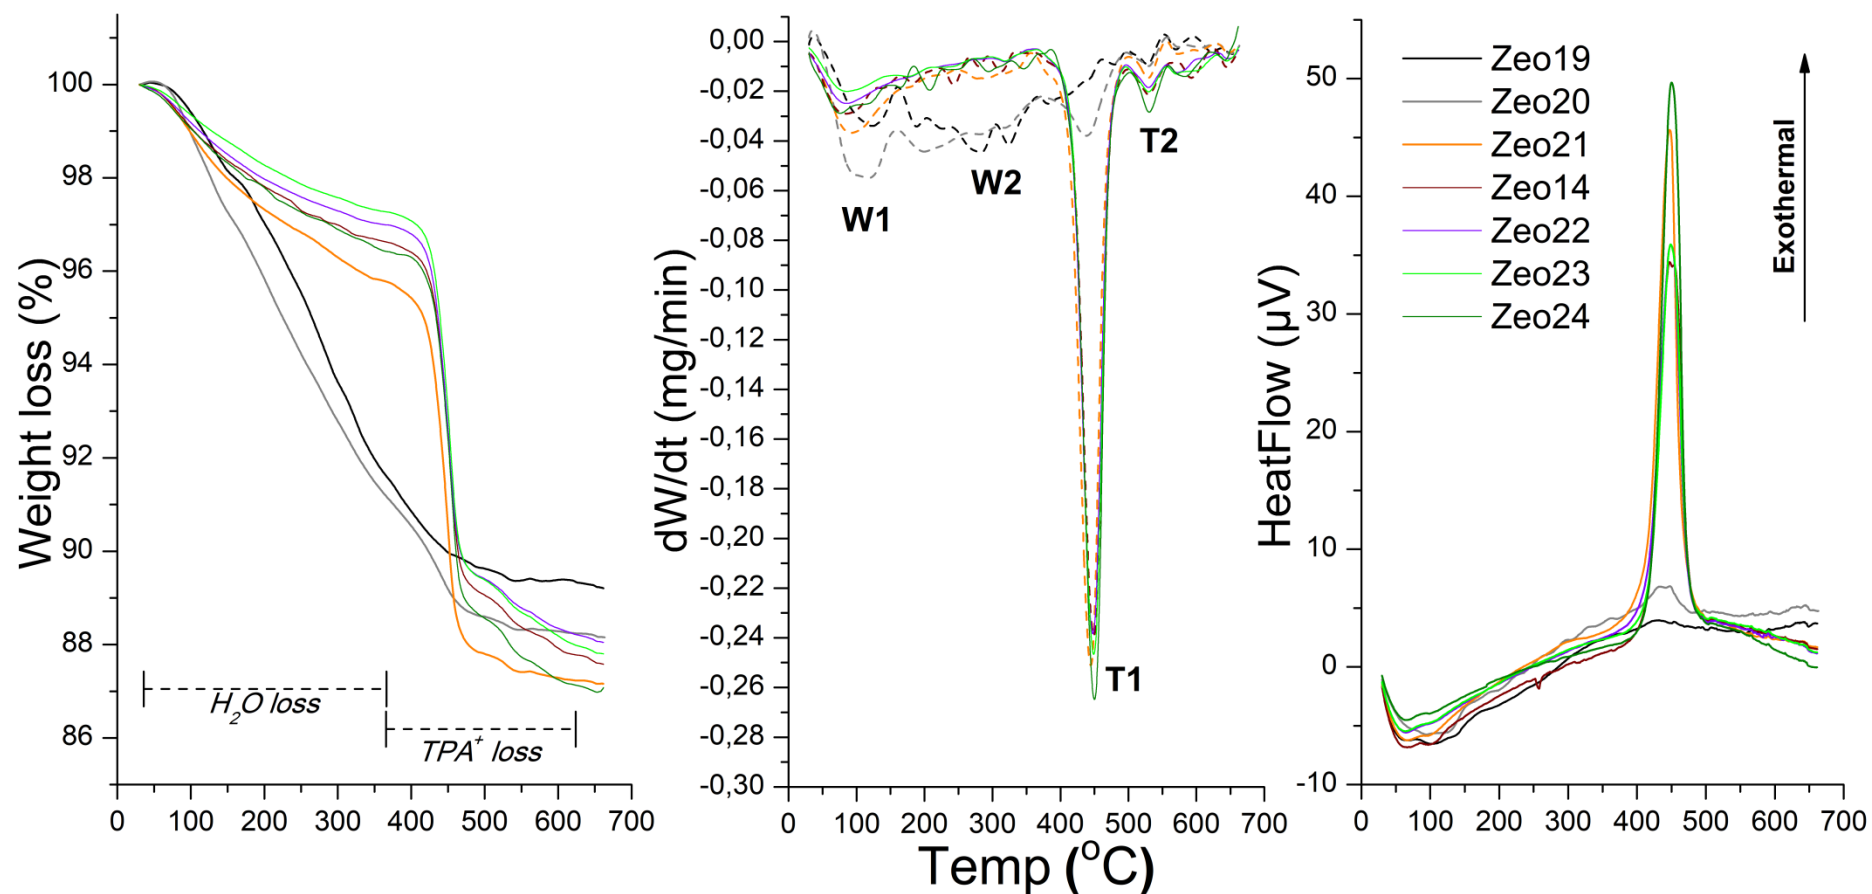 Weight loss (%)
100
98
96
94
92
90
88
86
H2O loss
TPA+ loss
0 100 200 300 400 500 600 700
dW/dt (mg/min)
0,00
-0,02
-0,04
-0,06
-0,08
-0,10
-0,12
-0,14
-0,16
-0,18
-0,20
-0,22
-0,24
-0,26
-0,28
-0,30
W1
W2
T2
T1
0 100 200 300 400 500 600 700
Temp (oC)
HeatFlow (µV)
50
40
30
20
10
0
-10
Zeo19
Zeo20
Zeo21
Zeo14
Zeo22
Zeo23
Zeo24
Exothermal
0 100 200 300 400 500 600 700